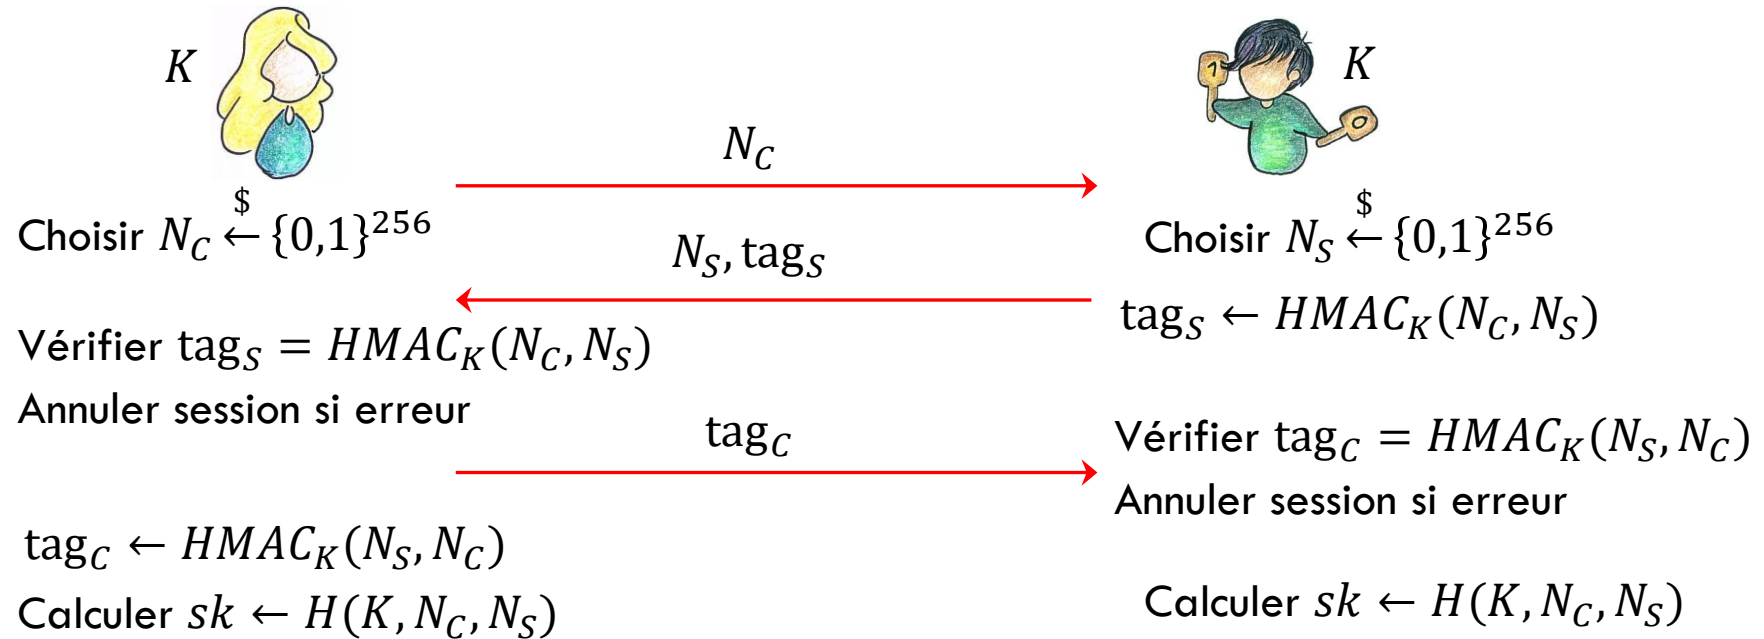 K
K
1
0
N_C
$
Choisir N_C ← {0,1}^256
$
Choisir N_S ← {0,1}^256
N_S, tag_S
tag_S ← HMAC_K(N_C, N_S)
Vérifier tag_S = HMAC_K(N_C, N_S)
Annuler session si erreur
tag_C
Vérifier tag_C = HMAC_K(N_S, N_C)
Annuler session si erreur
tag_C ← HMAC_K(N_S, N_C)
Calculer sk ← H(K, N_C, N_S)
Calculer sk ← H(K, N_C, N_S)